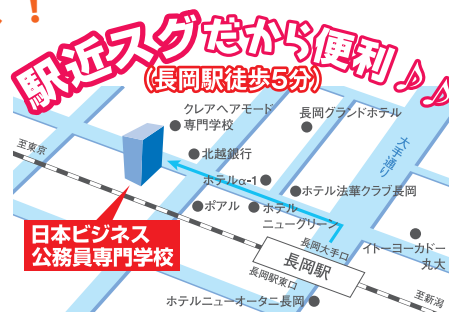 ！
駅近スグだから便利♪♪
（長岡駅徒歩5分）
クレアヘアモード
専門学校
長岡グランドホテル
大手通り
至東京
北越銀行
ホテルα-1
ホテル法華クラブ長岡
ボアル
ホテル
ニューグリーン
日本ビジネス
公務員専門学校
長岡大手口
イトーヨーカドー
丸大
長岡駅
長岡駅東口
至新潟
ホテルニューオータニ長岡